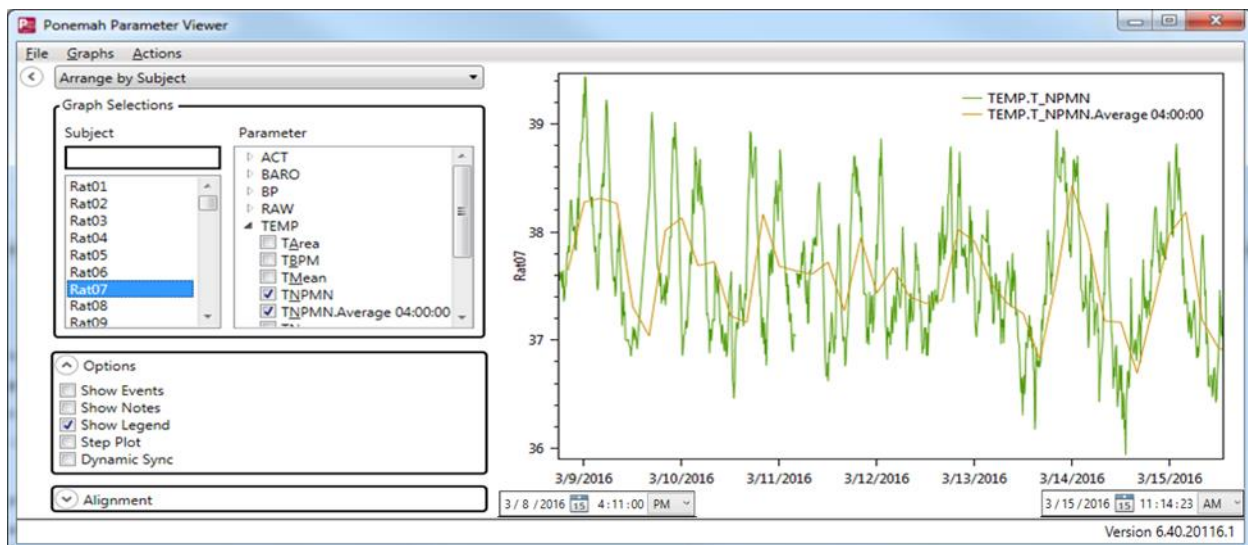 Ponemah Parameter Viewer
File Graphs Actions
Arrange by Subject
Graph Selections
Subject
Parameter
Rat01
Rat02
Rat03
Rat04
Rat05
Rat06
Rat07
Rat08
Rat09
ACT
BARO
BP
RAW
TEMP
TArea
TBPM
TMean
TNPMN
TNPMN.Average 04:00:00
Options
Show Events
Show Notes
Show Legend
Step Plot
Dynamic Sync
Alignment
TEMP.T_NPMN
TEMP.T_NPMN.Average 04:00:00
39
38
37
36
Rat07
3/9/2016 3/10/2016 3/11/2016 3/12/2016 3/13/2016 3/14/2016 3/15/2016
3 / 8 / 2016 15 4 : 11 : 00 PM
3 / 15 / 2016 15 11 : 14 : 23 AM
Version 6.40.20116.1